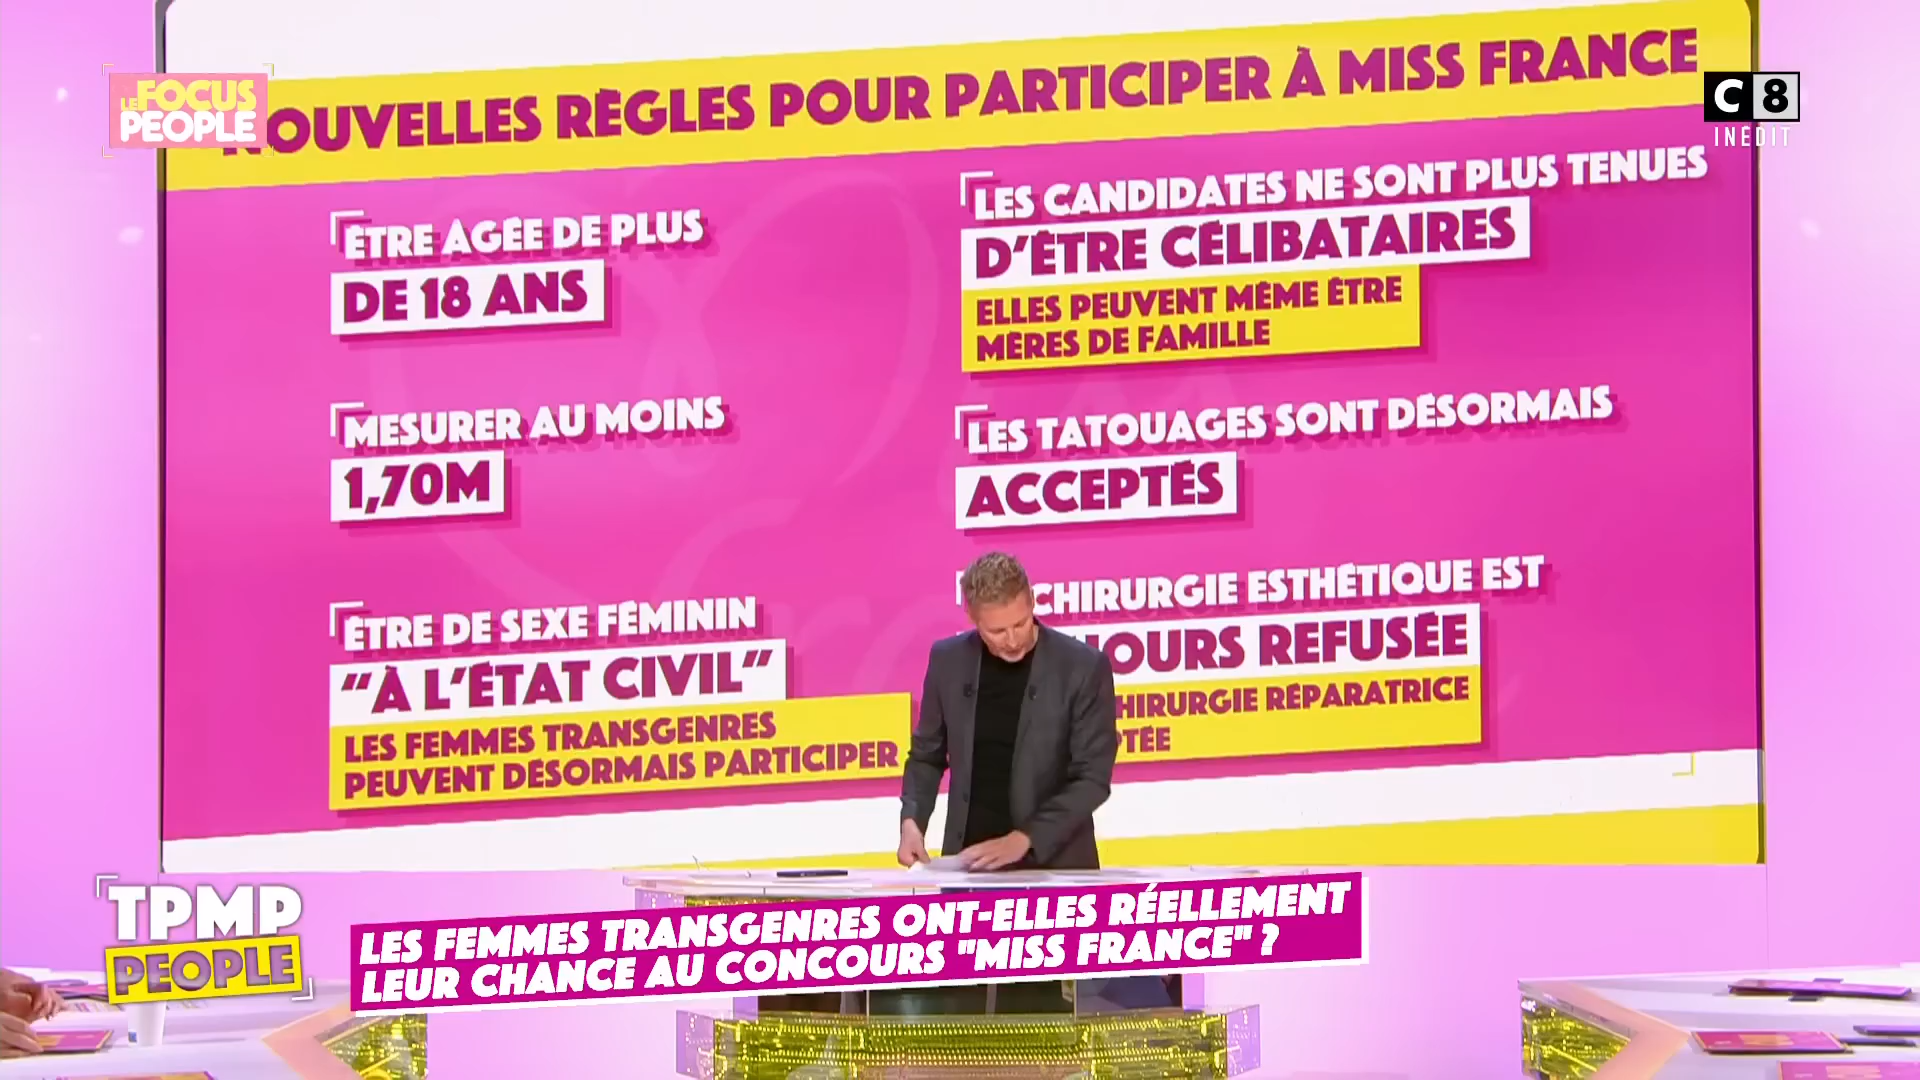 LE FOCUS
PEOPLE
NOUVELLES RÈGLES POUR PARTICIPER À MISS FRANCE
C8
INÉDIT
ÊTRE AGÉE DE PLUS
DE 18 ANS
MESURER AU MOINS
1,70M
ÊTRE DE SEXE FÉMININ
"À L'ÉTAT CIVIL"
LES FEMMES TRANSGENRES
PEUVENT DÉSORMAIS PARTICIPER
LES CANDIDATES NE SONT PLUS TENUES
D'ÊTRE CÉLIBATAIRES
ELLES PEUVENT MÊME ÊTRE
MÈRES DE FAMILLE
LES TATOUAGES SONT DÉSORMAIS
ACCEPTÉS
CHIRURGIE ESTHÉTIQUE EST
REFUSÉE
RÉPARATRICE
TPMP
PEOPLE
LES FEMMES TRANSGENRES ONT-ELLES RÉELLEMENT
LEUR CHANCE AU CONCOURS "MISS FRANCE" ?